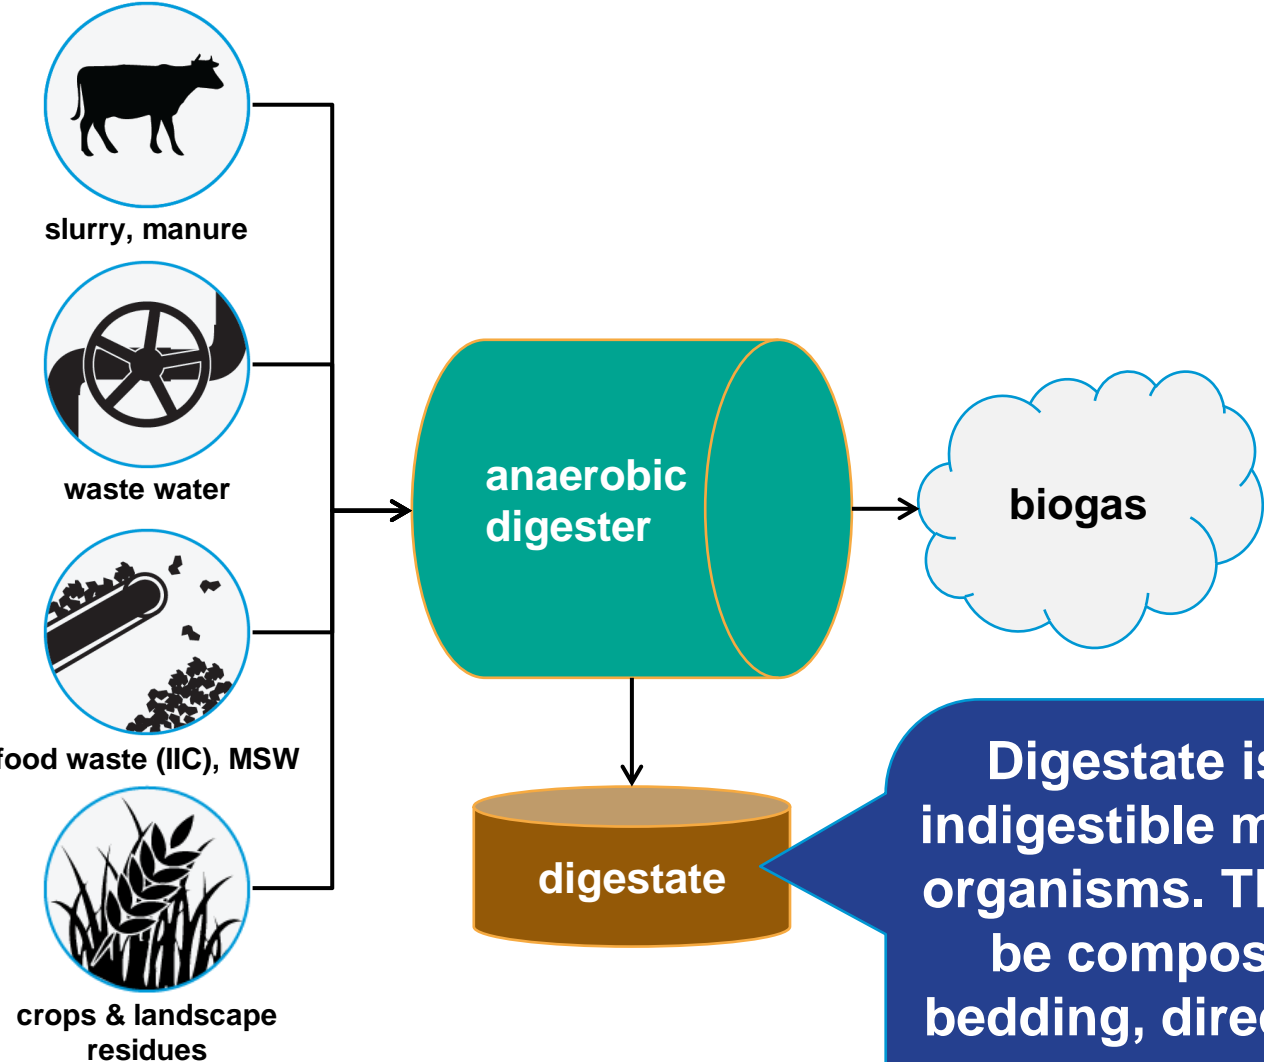 slurry, manure
waste water
food waste (IIC), MSW
crops & landscape
residues
anaerobic
digester
biogas
digestate
Digestate is
indigestible
organisms.
be
bedding,